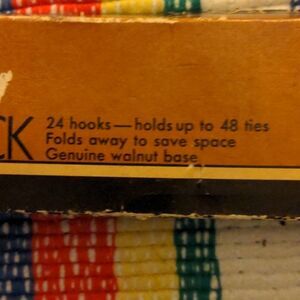 CK
24 hooks — holds up to 48 ties
Folds away to save space
Genuine walnut base